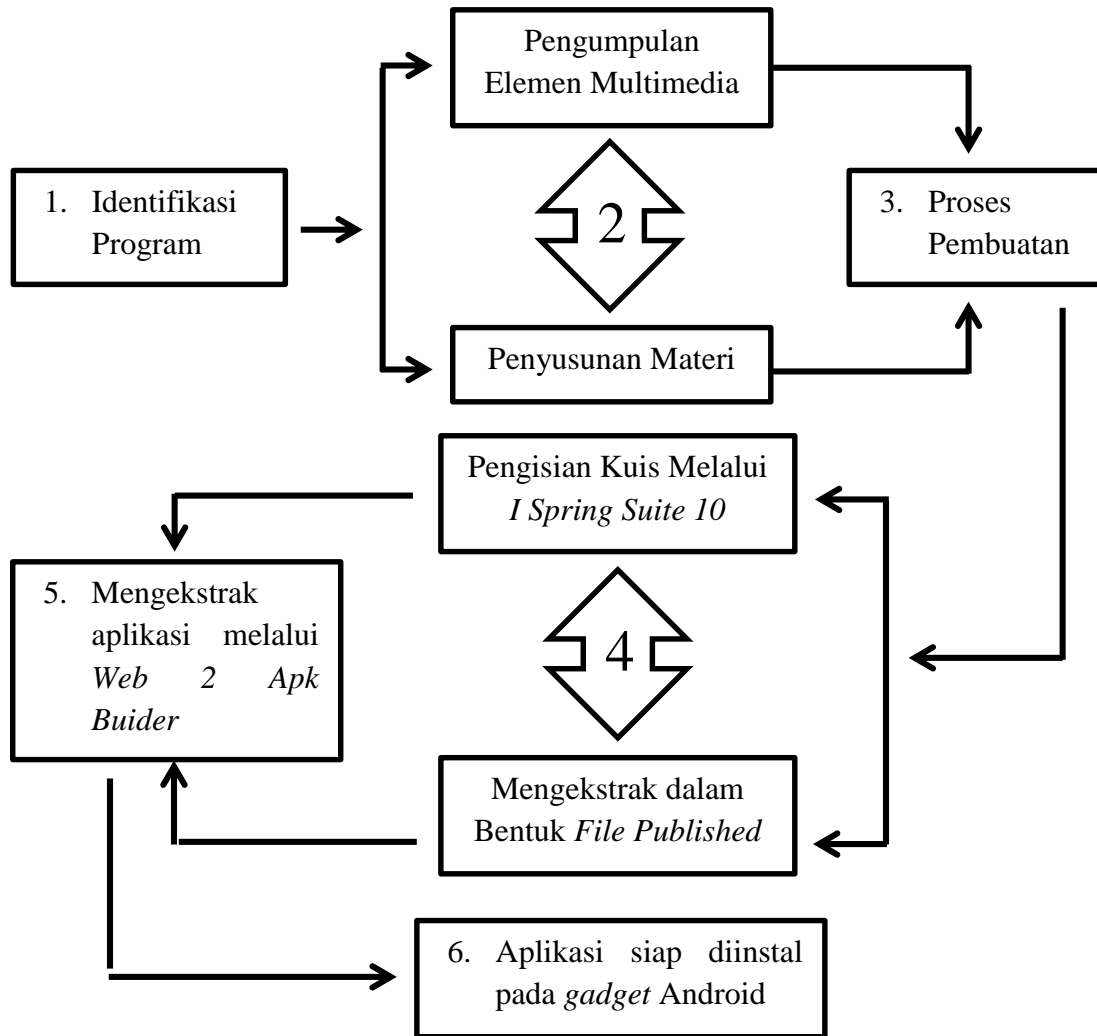 Pengumpulan
Elemen Multimedia
1. Identifikasi
Program
2
3. Proses
Pembuatan
Penyusunan Materi
Pengisian Kuis Melalui
I Spring Suite 10
4
5. Mengekstrak
aplikasi melalui
Web 2 Apk
Buider
Mengekstrak dalam
Bentuk File Published
6. Aplikasi siap diinstal
pada gadget Android